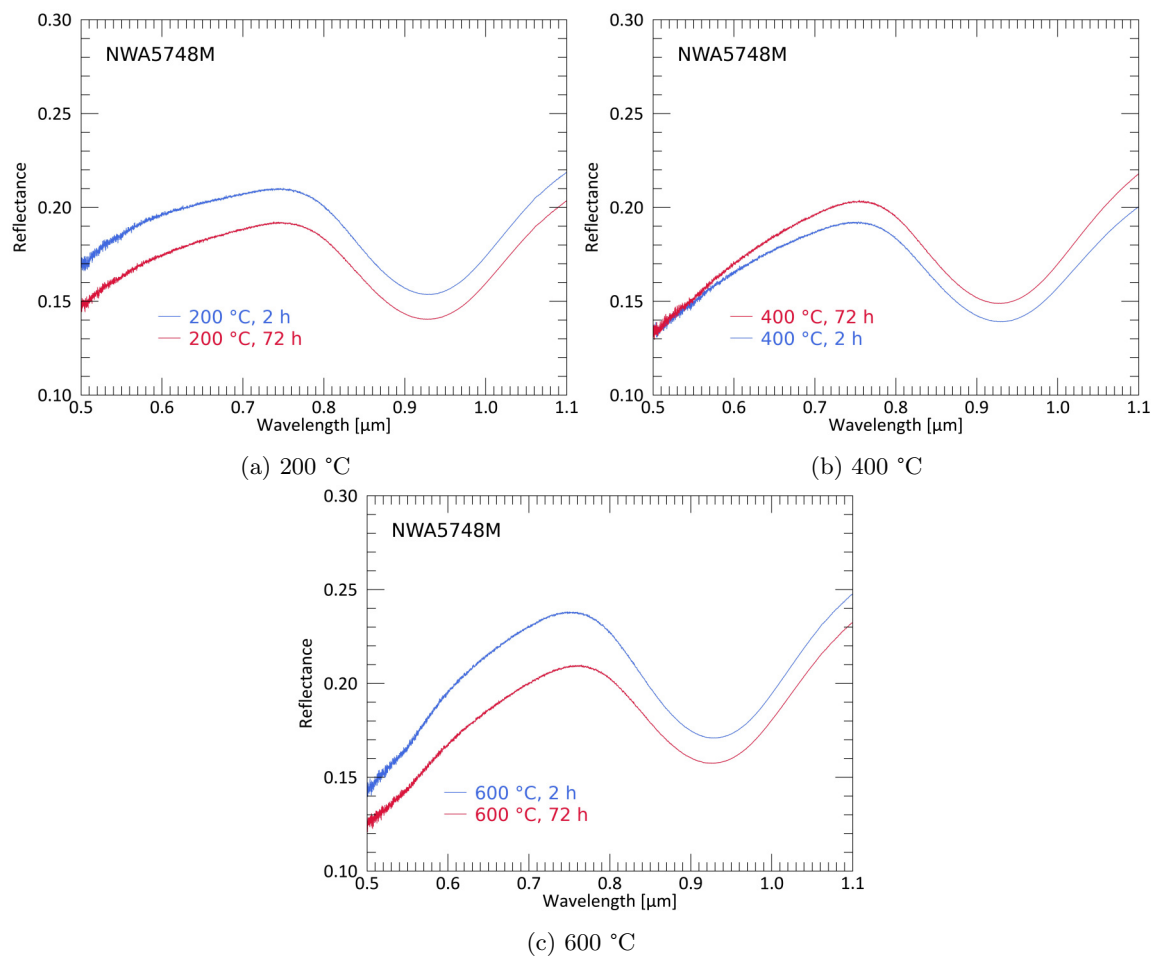 NWA5748M
0.30
0.25
0.20
0.15
0.10
Reflectance
200 °C, 2 h
200 °C, 72 h
0.5 0.6 0.7 0.8 0.9 1.0 1.1
Wavelength [µm]
(a) 200 °C
NWA5748M
0.30
0.25
0.20
0.15
0.10
Reflectance
400 °C, 72 h
400 °C, 2 h
0.5 0.6 0.7 0.8 0.9 1.0 1.1
Wavelength [µm]
(b) 400 °C
NWA5748M
0.30
0.25
0.20
0.15
0.10
Reflectance
600 °C, 2 h
600 °C, 72 h
0.5 0.6 0.7 0.8 0.9 1.0 1.1
Wavelength [µm]
(c) 600 °C